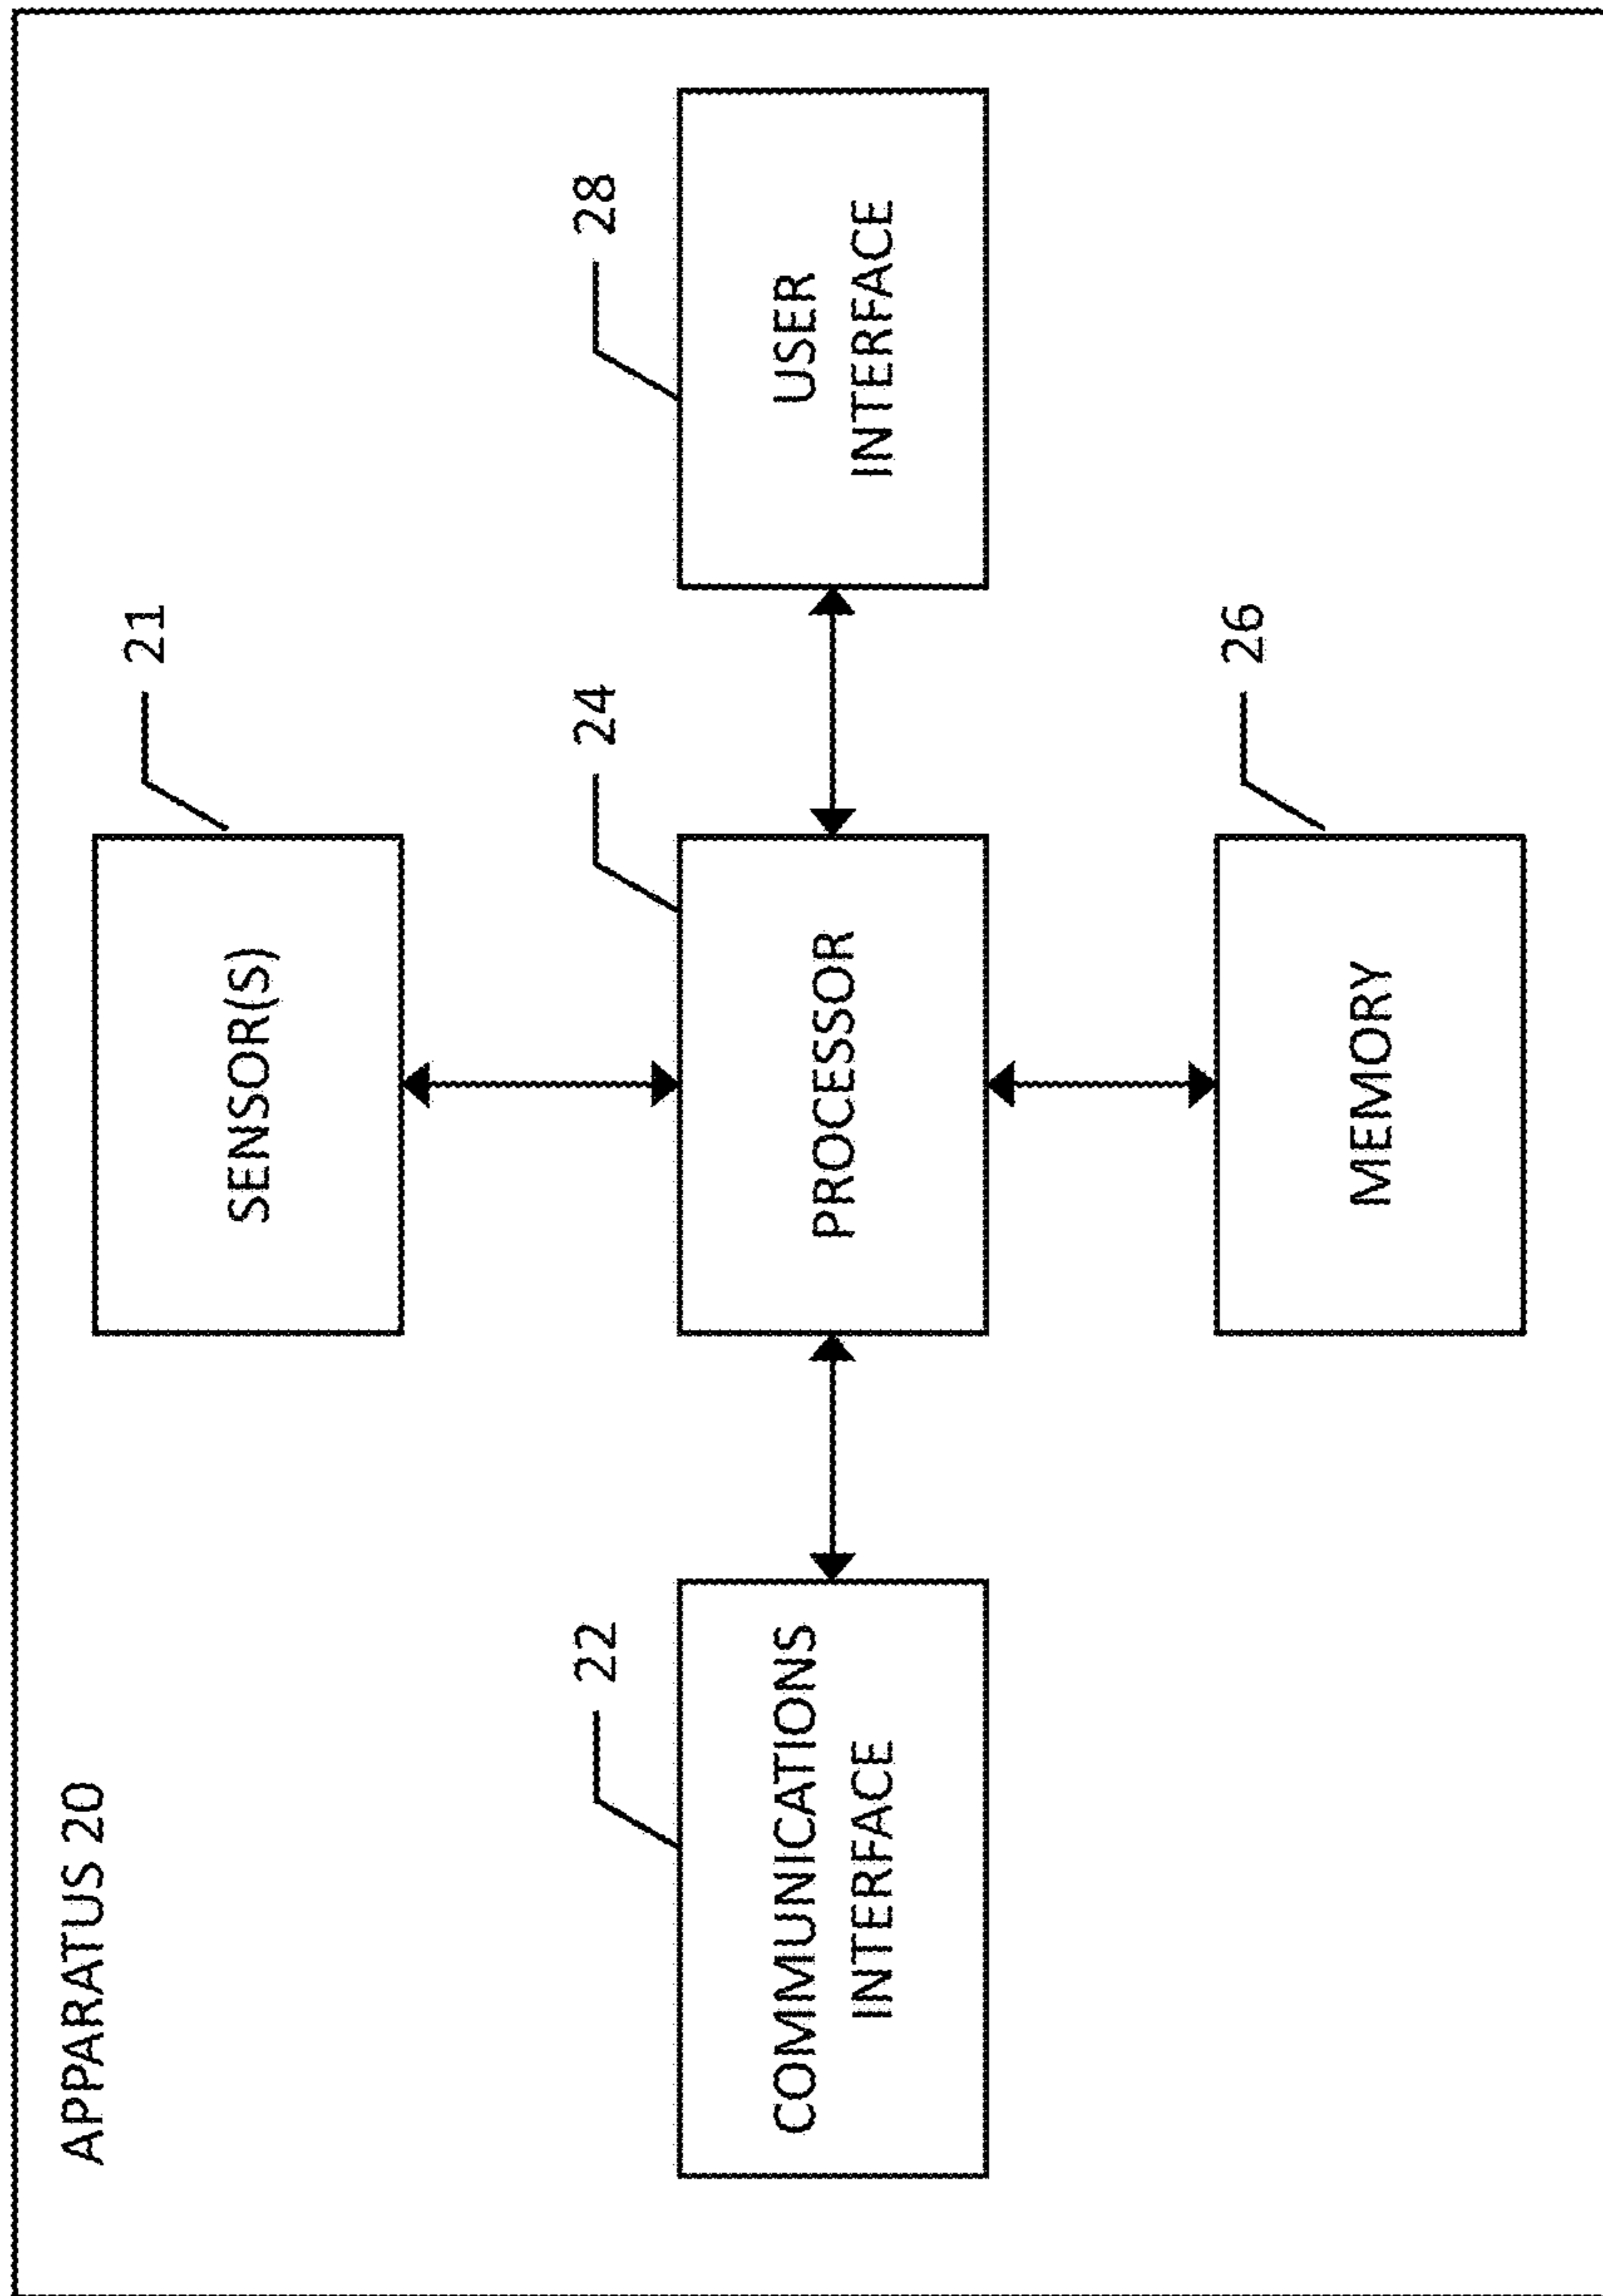 APPARATUS 20
21
SENSOR(S)
22
COMMUNICATIONS
INTERFACE
24
PROCESSOR
28
USER
INTERFACE
26
MEMORY